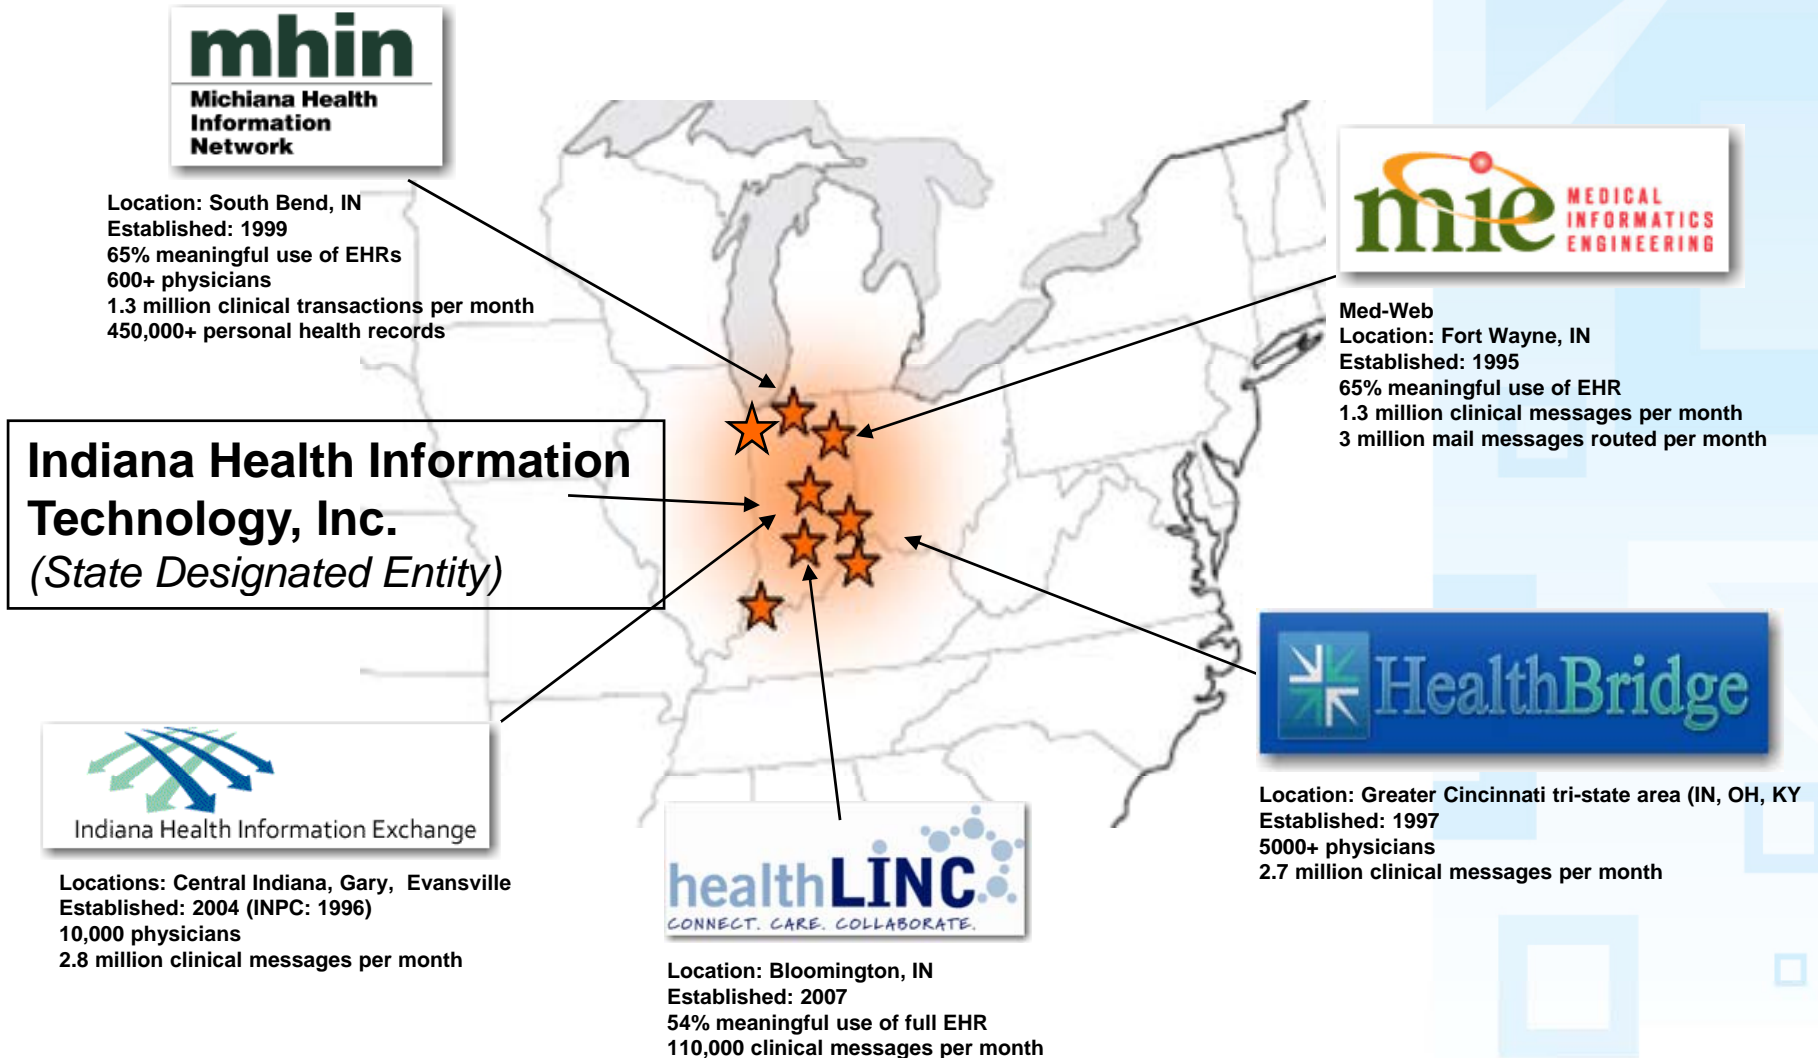 mhin
Michiana Health
Information
Network
Location: South Bend, IN
Established: 1999
65% meaningful use of EHRs
600+ physicians
1.3 million clinical transactions per month
450,000+ personal health records
mie
MEDICAL
INFORMATICS
ENGINEERING
Med-Web
Location: Fort Wayne, IN
Established: 1995
65% meaningful use of EHR
1.3 million clinical messages per month
3 million mail messages routed per month
Indiana Health Information
Technology, Inc.
(State Designated Entity)
Indiana Health Information Exchange
Locations: Central Indiana, Gary, Evansville
Established: 2004 (INPC: 1996)
10,000 physicians
2.8 million clinical messages per month
healthLINC
CONNECT. CARE. COLLABORATE.
Location: Bloomington, IN
Established: 2007
54% meaningful use of full EHR
110,000 clinical messages per month
HealthBridge
Location: Greater Cincinnati tri-state area (IN, OH, KY
Established: 1997
5000+ physicians
2.7 million clinical messages per month